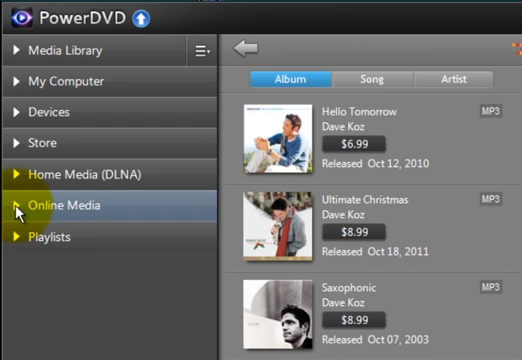 PowerDVD
Media Library
My Computer
Devices
Store
Home Media (DLNA)
Online Media
Playlists
Album Song Artist
Hello Tomorrow MP3
Dave Koz
$6.99
Released Oct 12, 2010
Ultimate Christmas MP3
Dave Koz
$8.99
Released Oct 18, 2011
Saxophonic MP3
Dave Koz
$8.99
Released Oct 07, 2003